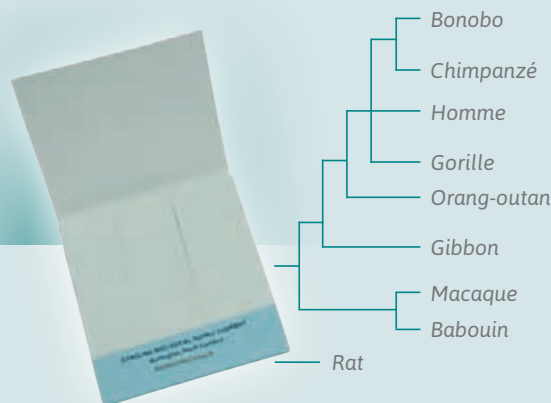 Bonobo
Chimpanzé
Homme
Gorille
Orang-outan
Gibbon
Macaque
Babouin
Rat